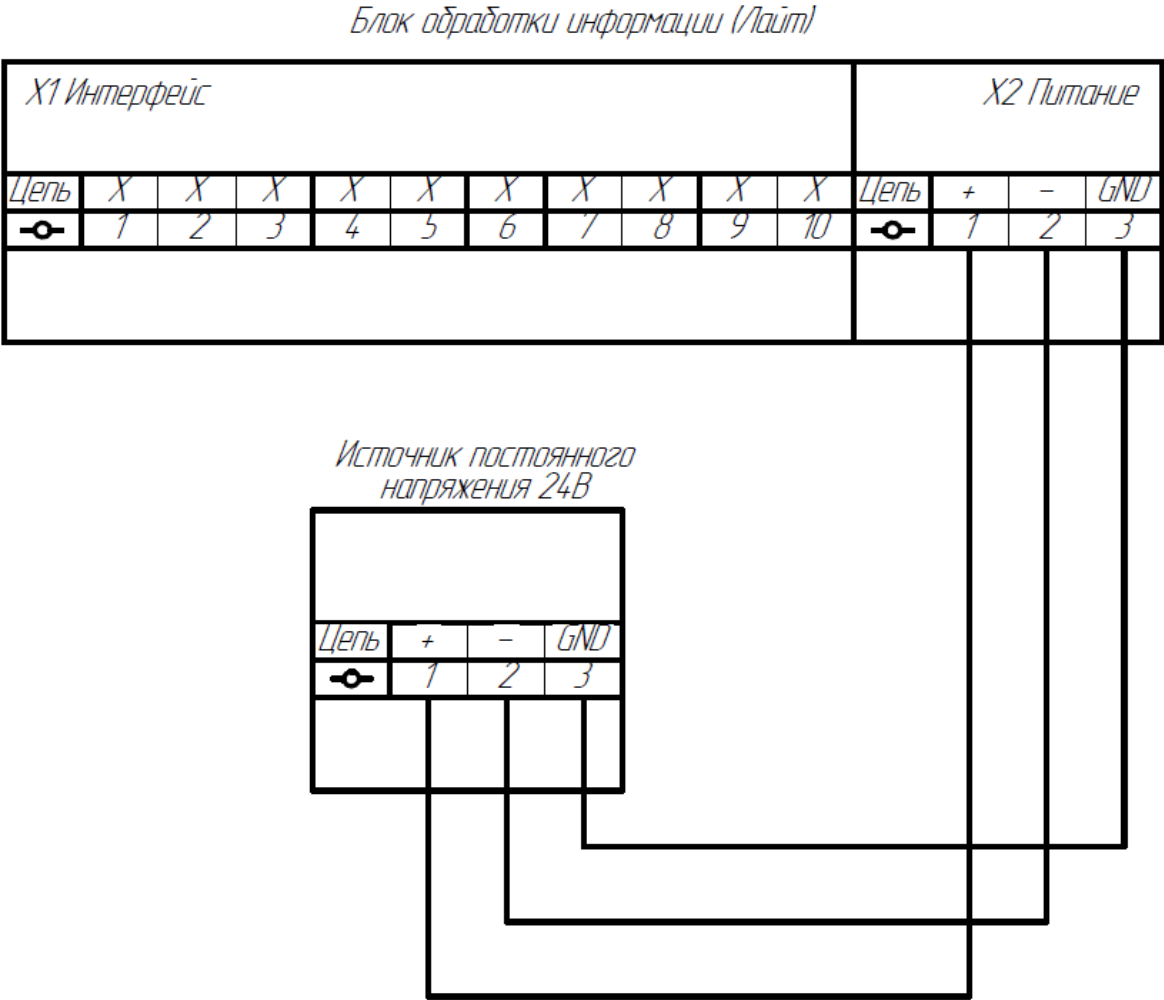 Блок обработки информации (Лайт)
X1 Интерфейс
X2 Питание
Цепь X X X X X X X X X X Цепь + - GND
1 2 3 4 5 6 7 8 9 10 1 2 3
Источник постоянного
напряжения 24В
Цепь + - GND
1 2 3